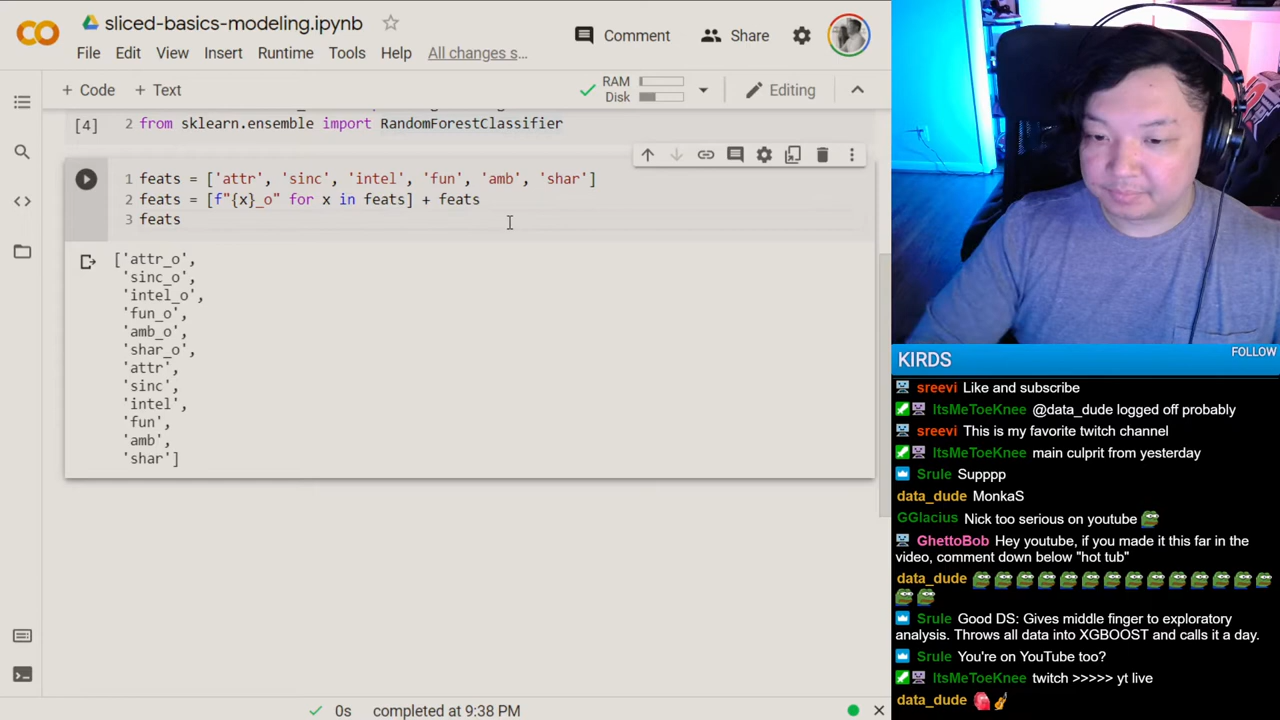 sliced-basics-modeling.ipynb
Comment
Share
File Edit View Insert Runtime Tools Help All changes s...
+ Code + Text
RAM
Disk
Editing
[4] 2 from sklearn.ensemble import RandomForestClassifier
1 feats = ['attr', 'sinc', 'intel', 'fun', 'amb', 'shar']
2 feats = [f"{x}_o" for x in feats] + feats
3 feats
['attr_o',
'sinc_o',
'intel_o',
'fun_o',
'amb_o',
'shar_o',
'attr',
'sinc',
'intel',
'fun',
'amb',
'shar']
0s completed at 9:38 PM
KIRDS
FOLLOW
sreevi Like and subscribe
ItsMeToeKnee @data_dude logged off probably
sreevi This is my favorite twitch channel
ItsMeToeKnee main culprit from yesterday
Srule Supppp
data_dude MonkaS
GGlacius Nick too serious on youtube
GhettoBob Hey youtube, if you made it this far in the
video, comment down below "hot tub"
data_dude
Srule Good DS: Gives middle finger to exploratory
analysis. Throws all data into XGBOOST and calls it a day.
Srule You're on YouTube too?
ItsMeToeKnee twitch >>>>> yt live
data_dude